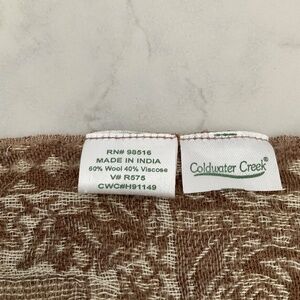 RN# 98516
MADE IN INDIA
60% Wool 40% Viscose
V# R575
CWC#H91149
Coldwater Creek®